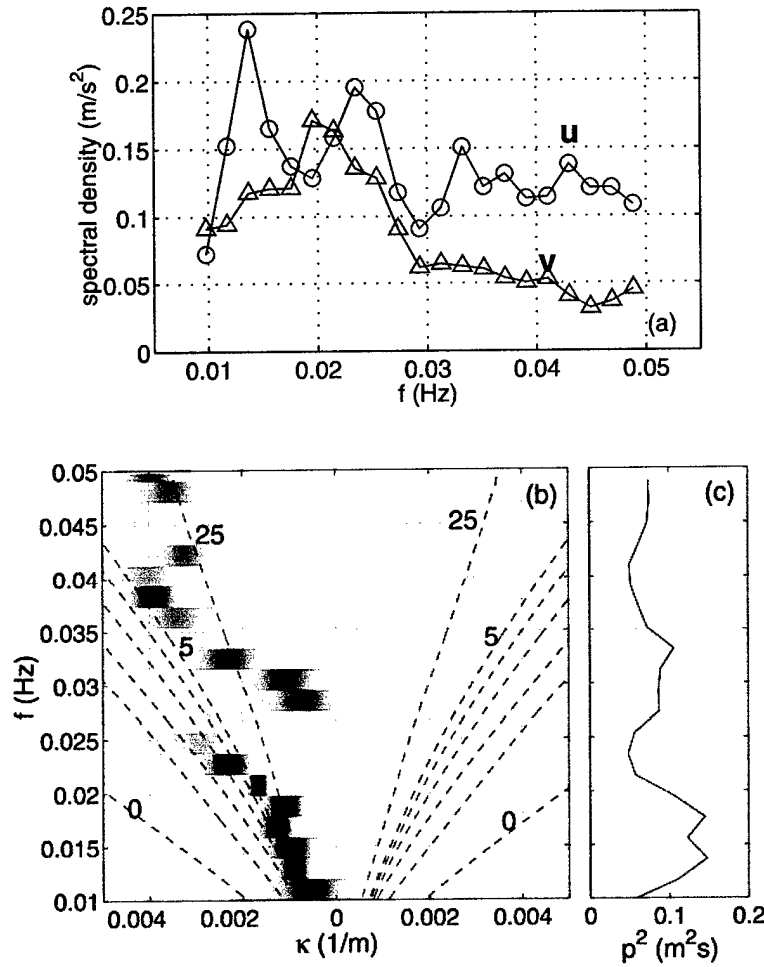 0.25
0.2
0.15
0.1
0.05
0
spectral density (m/s²)
u
v
(a)
0.01 0.02 0.03 0.04 0.05
f (Hz)
0.05
0.045
0.04
0.035
0.03
0.025
0.02
0.015
0.01
f (Hz)
25 25
5 5
0 0
(b)
(c)
0.004 0.002 0 0.002 0.004
κ (1/m)
0 0.1 0.2
p² (m²s)